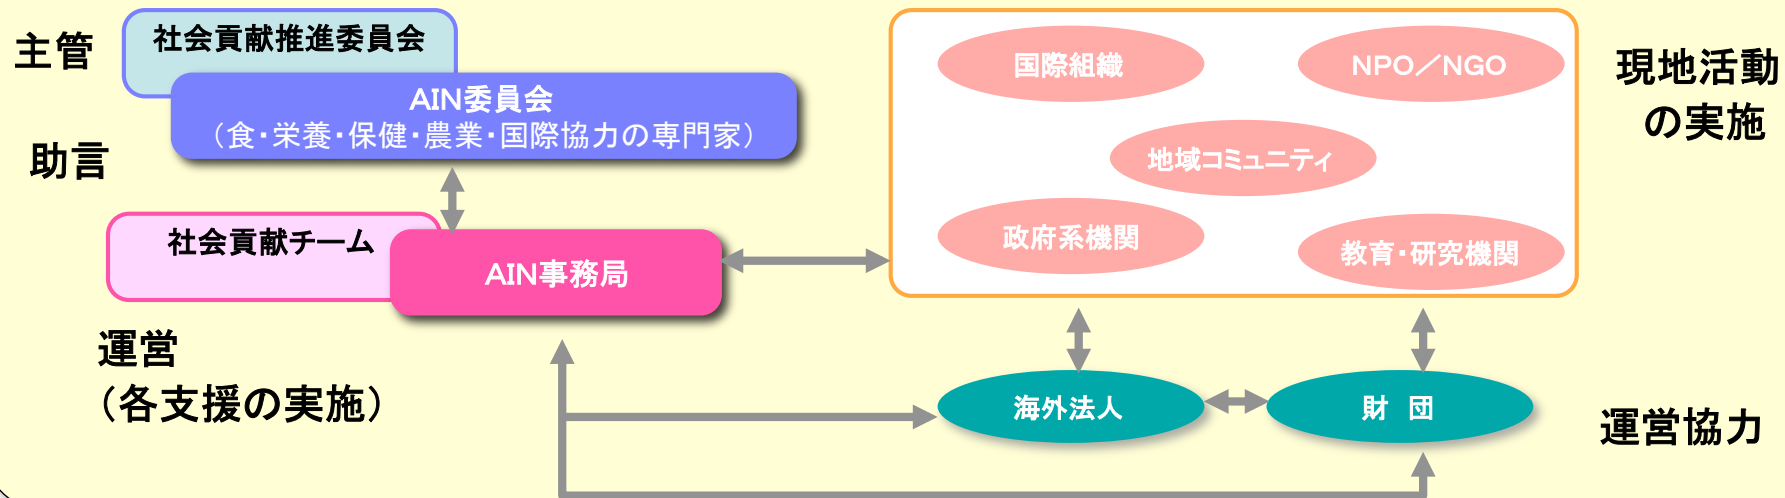 主管
社会貢献推進委員会
AIN委員会
（食・栄養・保健・農業・国際協力の専門家）
助言
社会貢献チーム
AIN事務局
運営
（各支援の実施）
国際組織
NPO／NGO
地域コミュニティ
政府系機関
教育・研究機関
現地活動
の実施
海外法人
財　団
運営協力